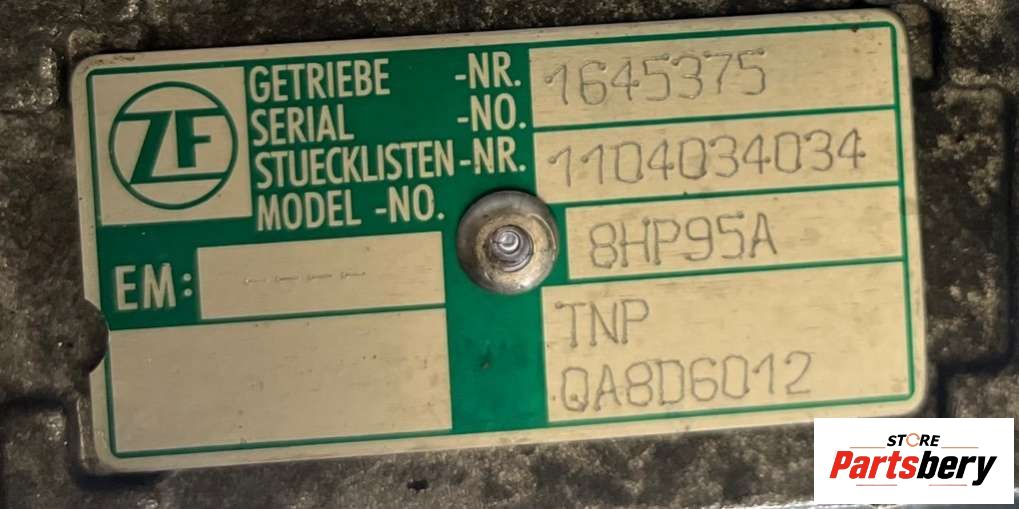 ZF
GETRIEBE -NR. 1645375
SERIAL -NO.
STUECKLISTEN-NR. 1104034034
MODEL -NO. 8HP95A
EM: ----
TNP
QA8D6012
STORE
Partsbery